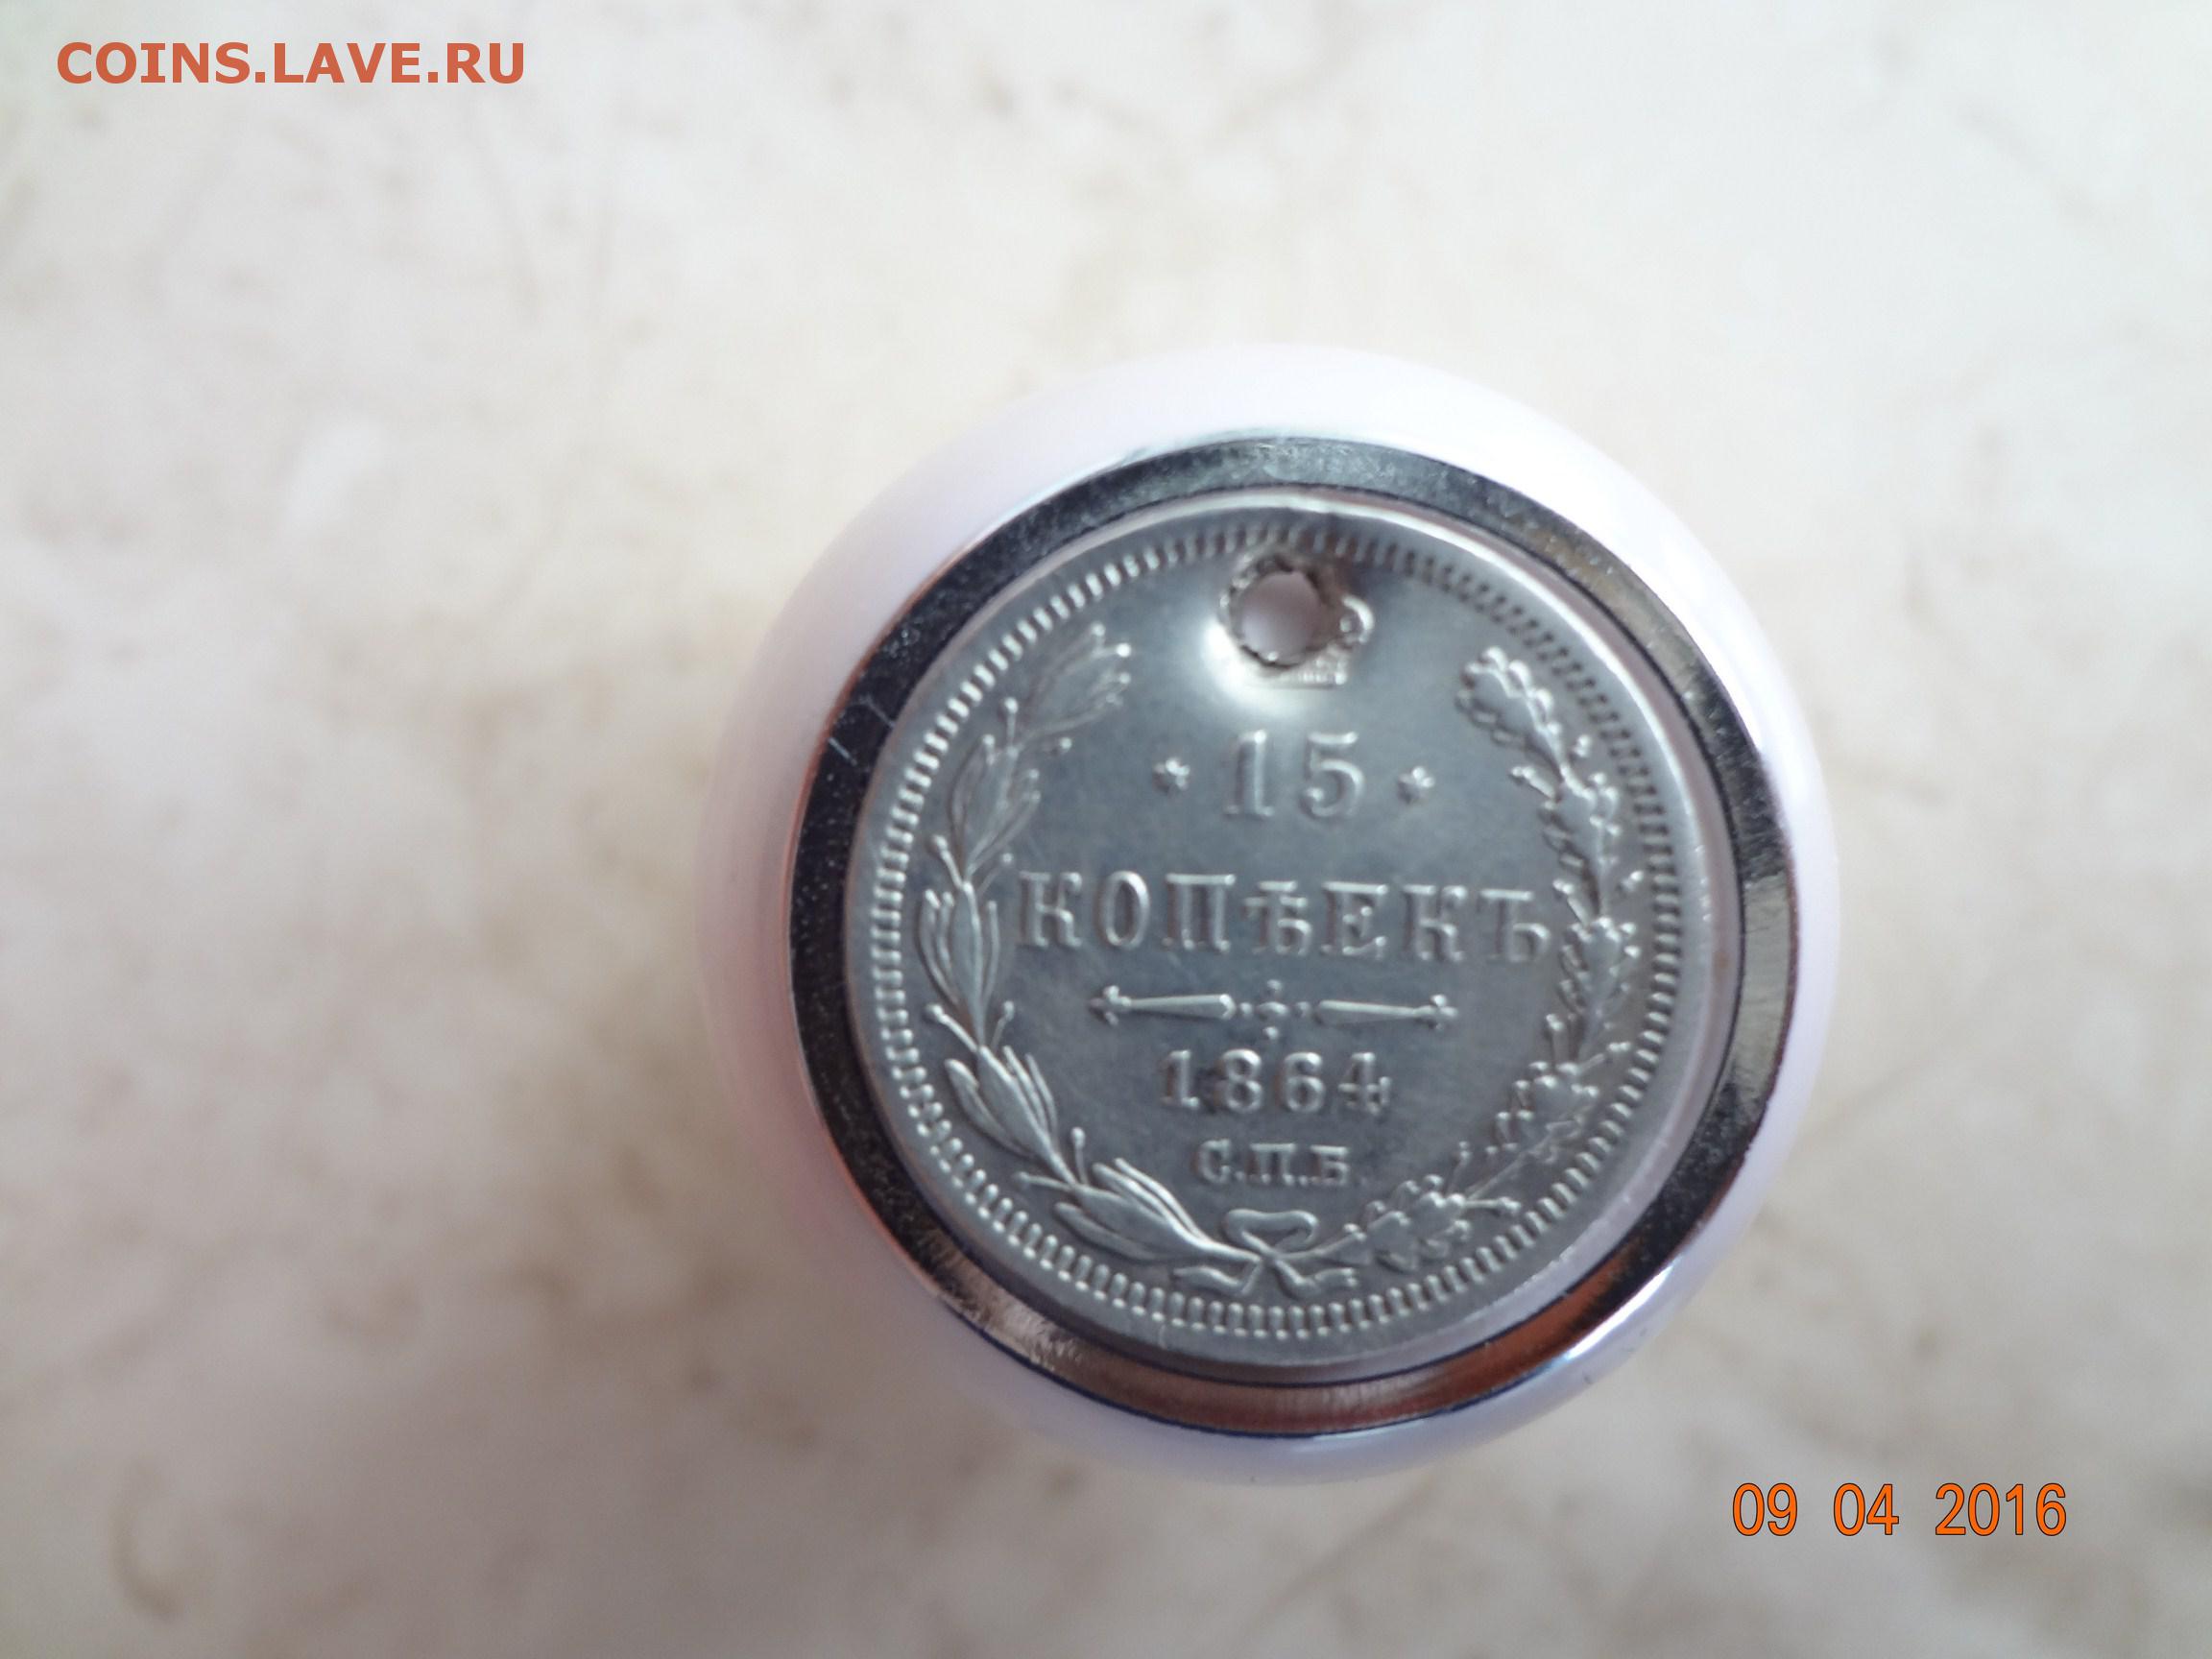 COINS.LAVE.RU
* 15 *
КОПѢЕКЪ
1864
С.П.Б.
09 04 2016